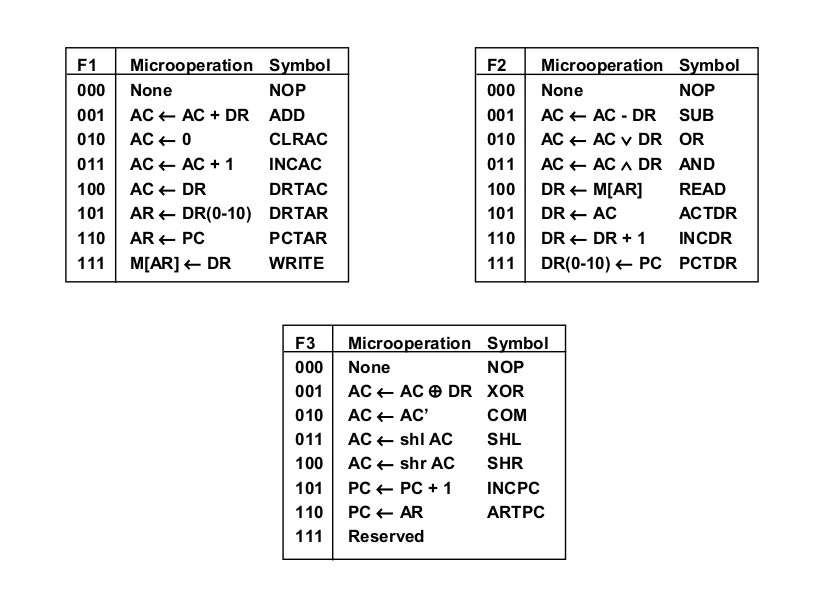 F1 Microoperation Symbol
000 None NOP
001 AC ← AC + DR ADD
010 AC ← 0 CLRAC
011 AC ← AC + 1 INCAC
100 AC ← DR DRTAC
101 AR ← DR(0-10) DRTAR
110 AR ← PC PCTAR
111 M[AR] ← DR WRITE
F2 Microoperation Symbol
000 None NOP
001 AC ← AC - DR SUB
010 AC ← AC ∨ DR OR
011 AC ← AC ∧ DR AND
100 DR ← M[AR] READ
101 DR ← AC ACTDR
110 DR ← DR + 1 INCDR
111 DR(0-10) ← PC PCTDR
F3 Microoperation Symbol
000 None NOP
001 AC ← AC ⊕ DR XOR
010 AC ← AC’ COM
011 AC ← shl AC SHL
100 AC ← shr AC SHR
101 PC ← PC + 1 INCPC
110 PC ← AR ARTPC
111 Reserved